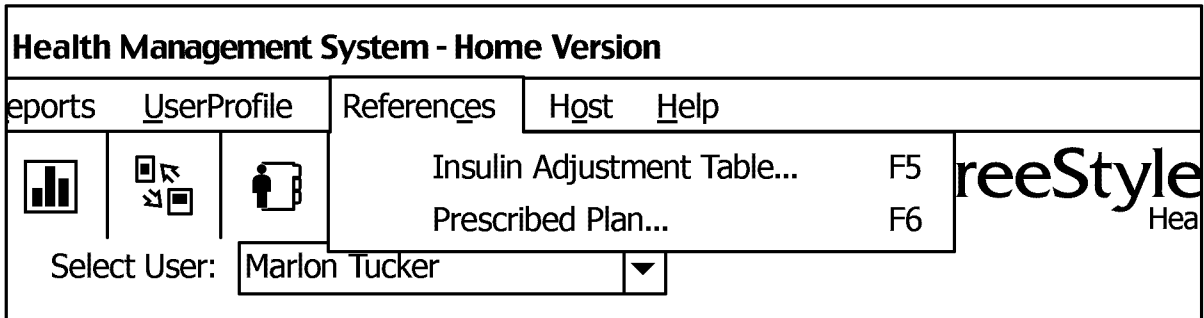 Health Management System - Home Version
eports UserProfile References Host Help
Insulin Adjustment Table... F5
reeStyle
Prescribed Plan... F6
Hea
Select User: Marlon Tucker